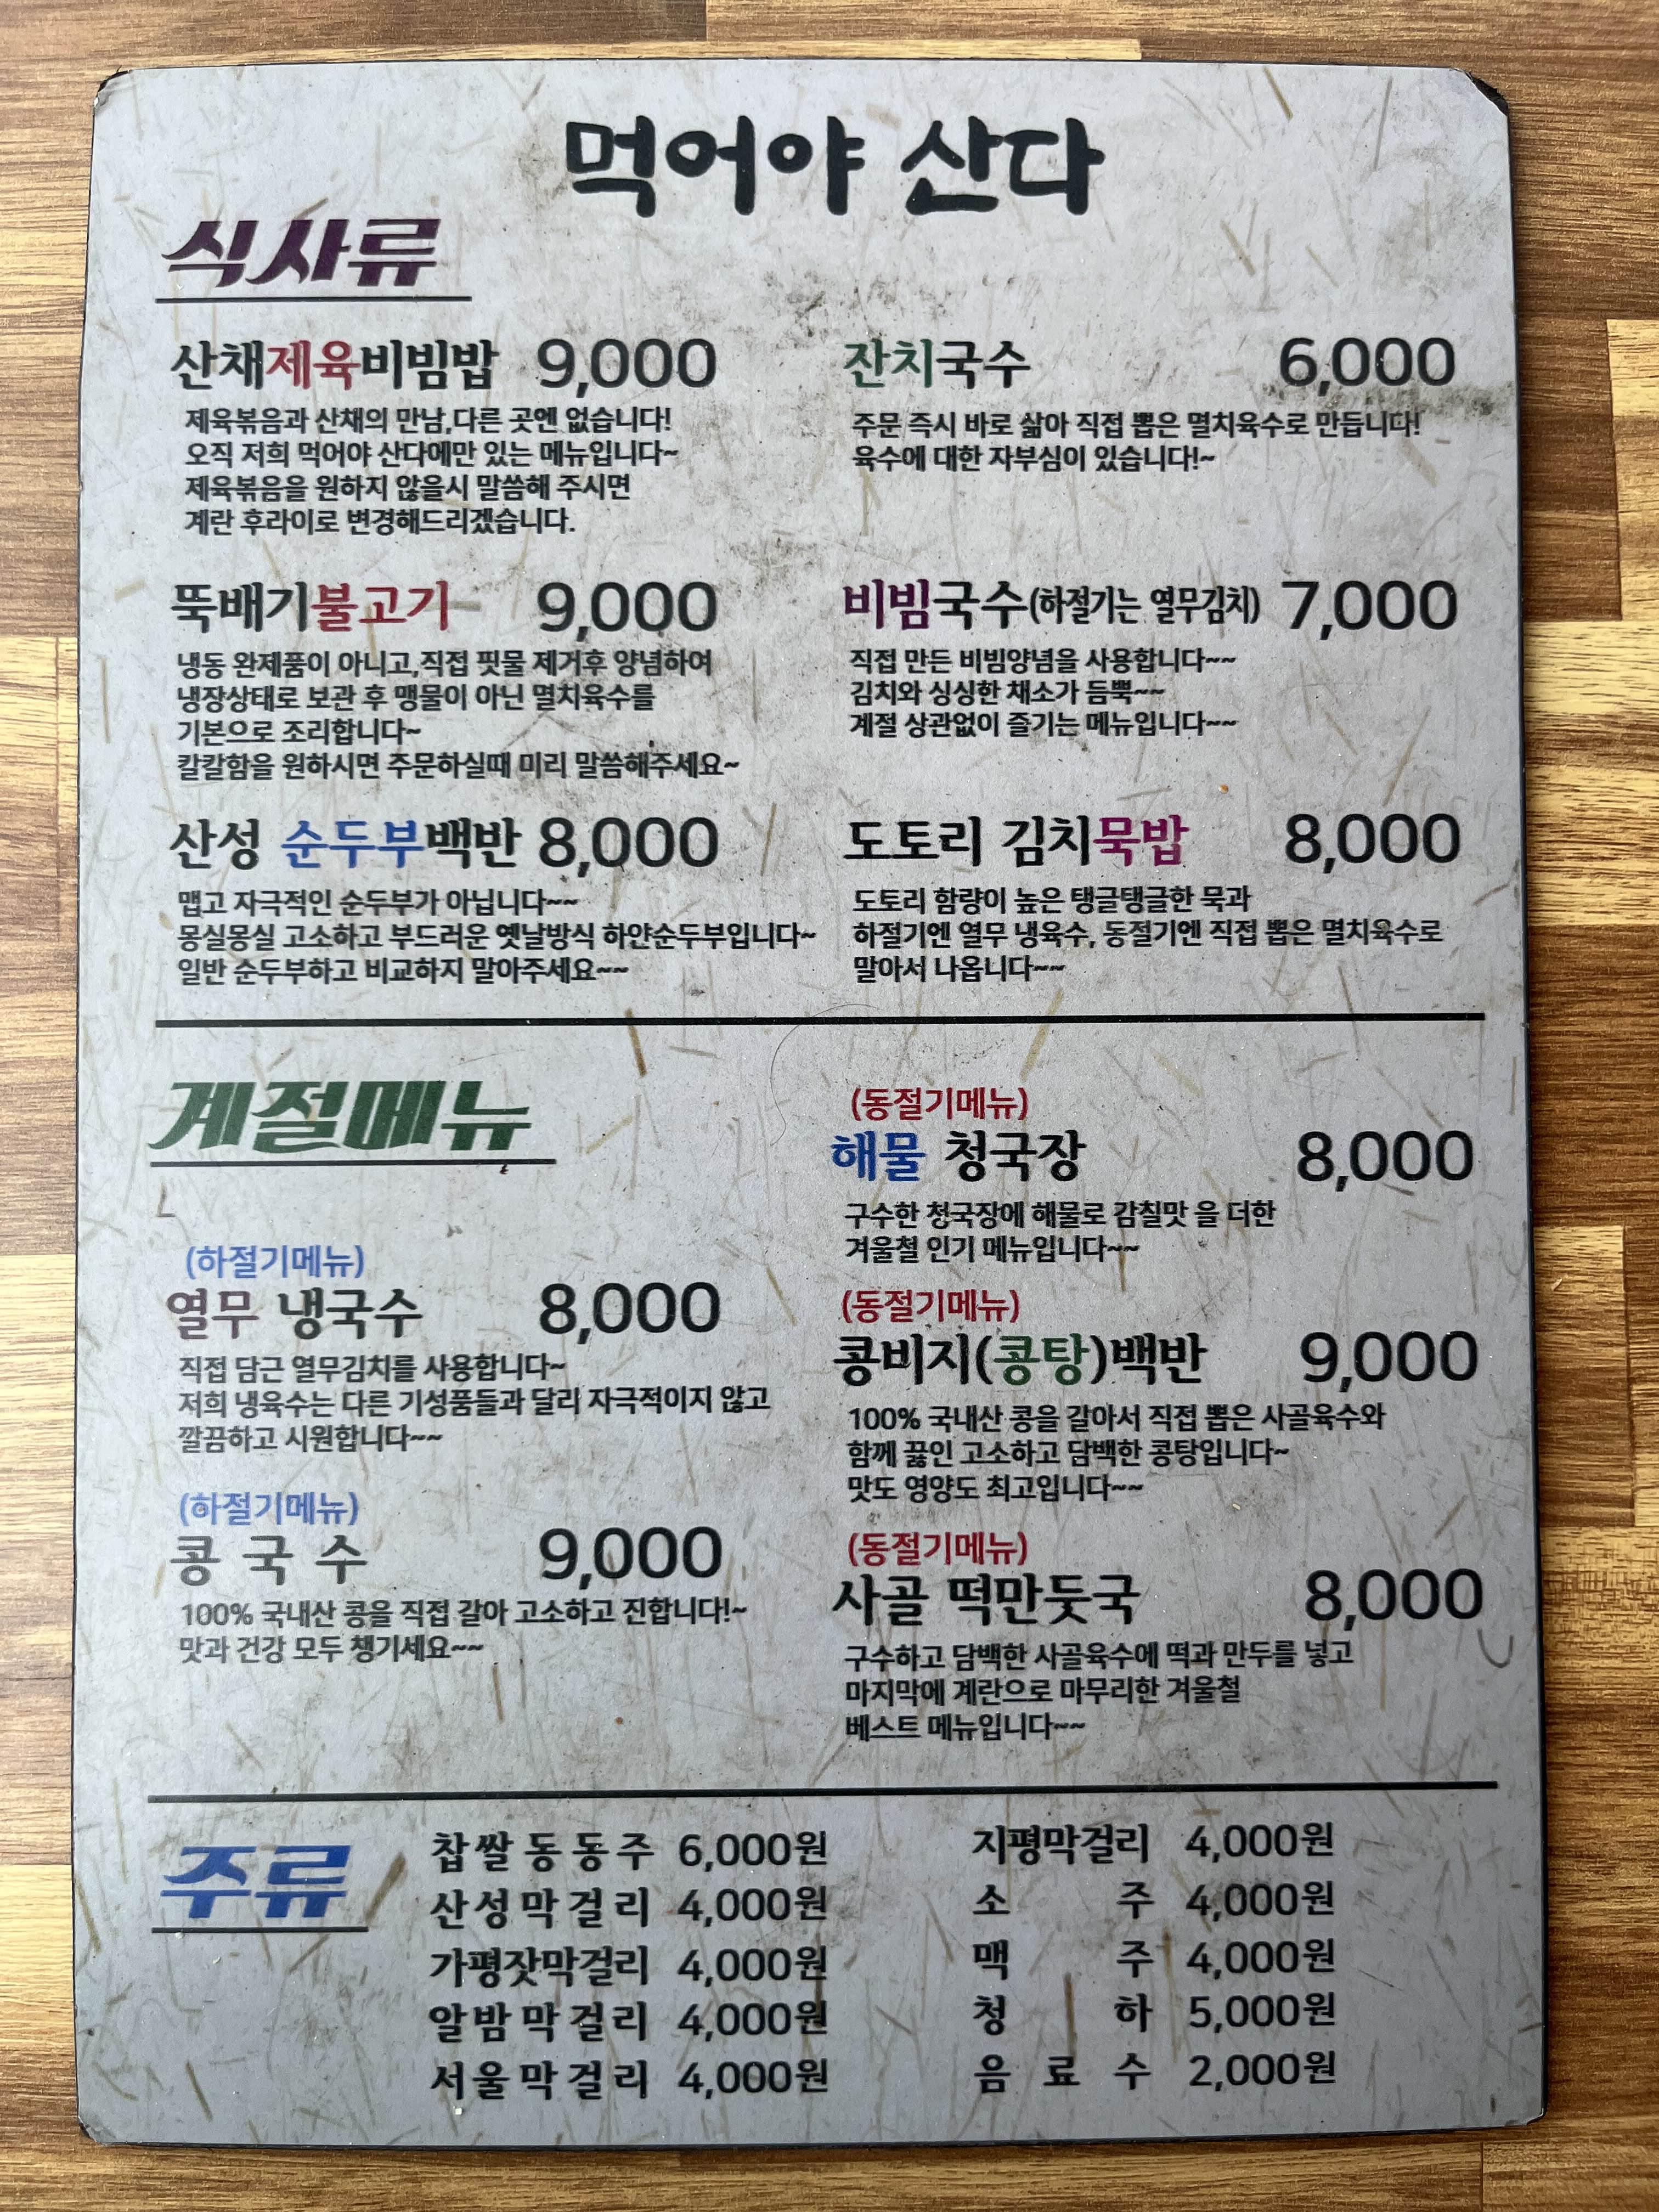 먹어야 산다
식사류
산채제육비빔밥 9,000
제육볶음과 산채의 만남,다른 곳엔 없습니다!
오직 저희 먹어야 산다에만 있는 메뉴입니다~
제육볶음을 원하지 않을시 말씀해 주시면
계란 후라이로 변경해드리겠습니다.
뚝배기불고기 9,000
냉동 완제품이 아니고,직접 핏물 제거후 양념하여
냉장상태로 보관 후 맹물이 아닌 멸치육수를
기본으로 조리합니다~
칼칼함을 원하시면 주문하실때 미리 말씀해주세요~
산성 순두부백반 8,000
맵고 자극적인 순두부가 아닙니다~~
몽실몽실 고소하고 부드러운 옛날방식 하얀순두부입니다~
일반 순두부하고 비교하지 말아주세요~~
잔치국수 6,000
주문 즉시 바로 삶아 직접 뽑은 멸치육수로 만듭니다!
육수에 대한 자부심이 있습니다!~
비빔국수(하절기는 열무김치) 7,000
직접 만든 비빔양념을 사용합니다~~
김치와 싱싱한 채소가 듬뿍~~
계절 상관없이 즐기는 메뉴입니다~~
도토리 김치묵밥 8,000
도토리 함량이 높은 탱글탱글한 묵과
하절기엔 열무 냉육수, 동절기엔 직접 뽑은 멸치육수로
말아서 나옵니다~~
계절메뉴
(하절기메뉴)
열무 냉국수 8,000
직접 담근 열무김치를 사용합니다~
저희 냉육수는 다른 기성품들과 달리 자극적이지 않고
깔끔하고 시원합니다~~
(하절기메뉴)
콩 국 수 9,000
100% 국내산 콩을 직접 갈아 고소하고 진합니다!~
맛과 건강 모두 챙기세요~~
(동절기메뉴)
해물 청국장 8,000
구수한 청국장에 해물로 감칠맛 을 더한
겨울철 인기 메뉴입니다~~
(동절기메뉴)
콩비지(콩탕)백반 9,000
100% 국내산 콩을 갈아서 직접 뽑은 사골육수와
함께 끓인 고소하고 담백한 콩탕입니다~
맛도 영양도 최고입니다~~
(동절기메뉴)
사골 떡만둣국 8,000
구수하고 담백한 사골육수에 떡과 만두를 넣고
마지막에 계란으로 마무리한 겨울철
베스트 메뉴입니다~~
주류
찹쌀동동주 6,000원
산성막걸리 4,000원
가평잣막걸리 4,000원
알밤막걸리 4,000원
서울막걸리 4,000원
지평막걸리 4,000원
소 주 4,000원
맥 주 4,000원
청 하 5,000원
음 료 수 2,000원